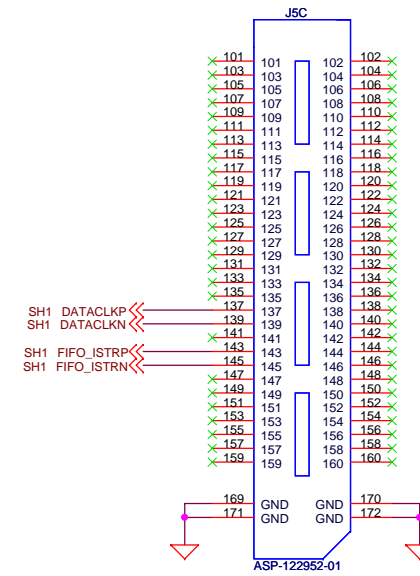 J5C
101 101 102 102
103 103 104 104
105 105 106 106
107 107 108 108
109 109 110 110
111 111 112 112
113 113 114 114
115 115 116 116
117 117 118 118
119 119 120 120
121 121 122 122
123 123 124 124
125 125 126 126
127 127 128 128
129 129 130 130
131 131 132 132
133 133 134 134
135 135 136 136
SH1 DATACLKP 137 137 138 138
SH1 DATACLKN 139 139 140 140
141 141 142 142
SH1 FIFO_ISTRP 143 143 144 144
SH1 FIFO_ISTRN 145 145 146 146
147 147 148 148
149 149 150 150
151 151 152 152
153 153 154 154
155 155 156 156
157 157 158 158
159 159 160 160
169 GND GND 170
171 GND GND 172
ASP-122952-01